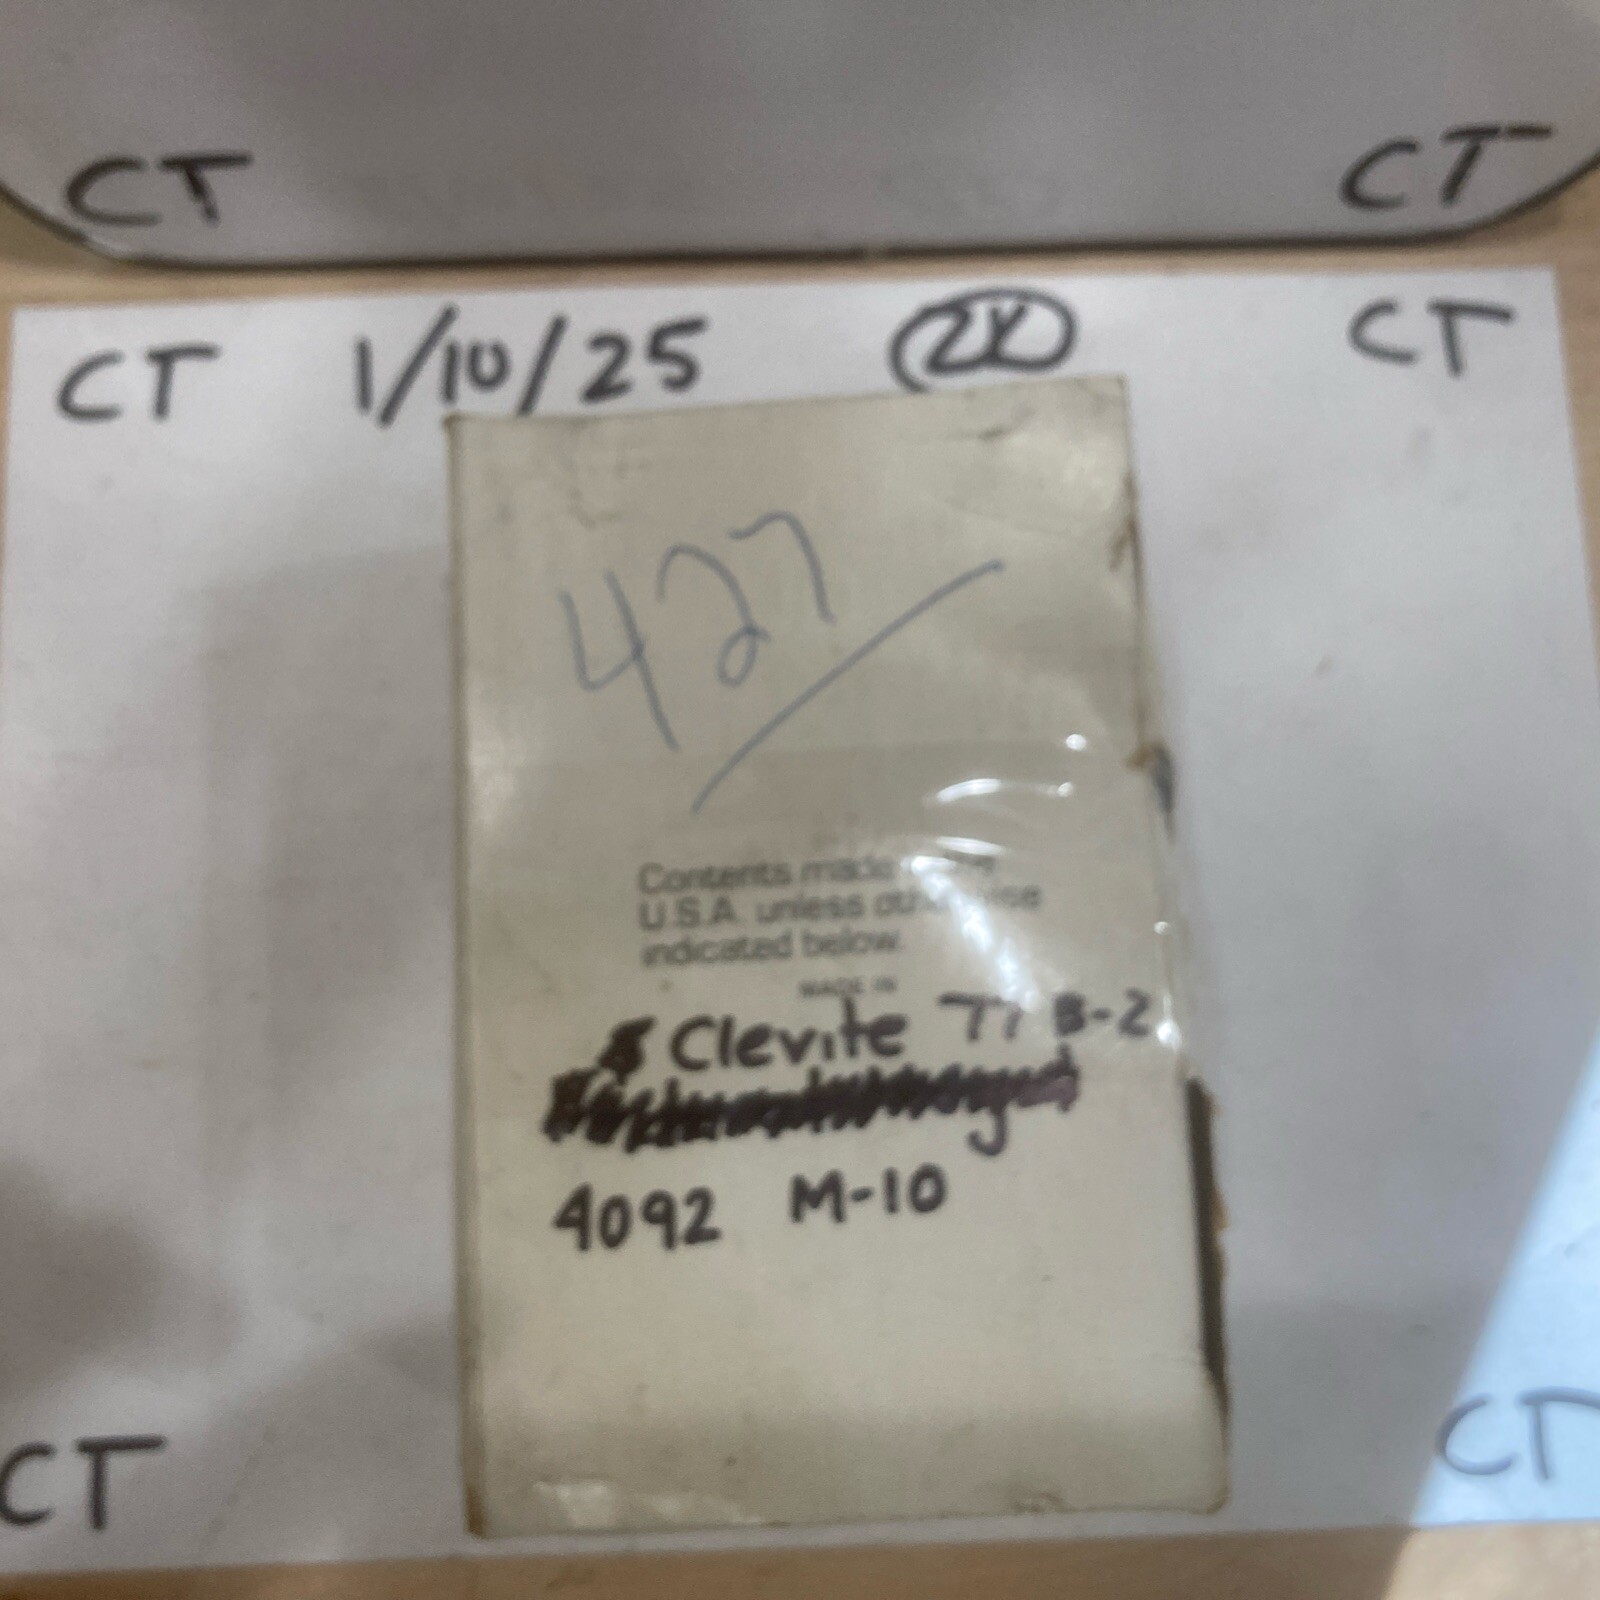 CT CT
CT 1/10/25 2X CT
427
Contents made
U.S.A. unless otherwise
indicated below.
MADE IN
Clevite 77 B-2
4092 M-10
CT CT